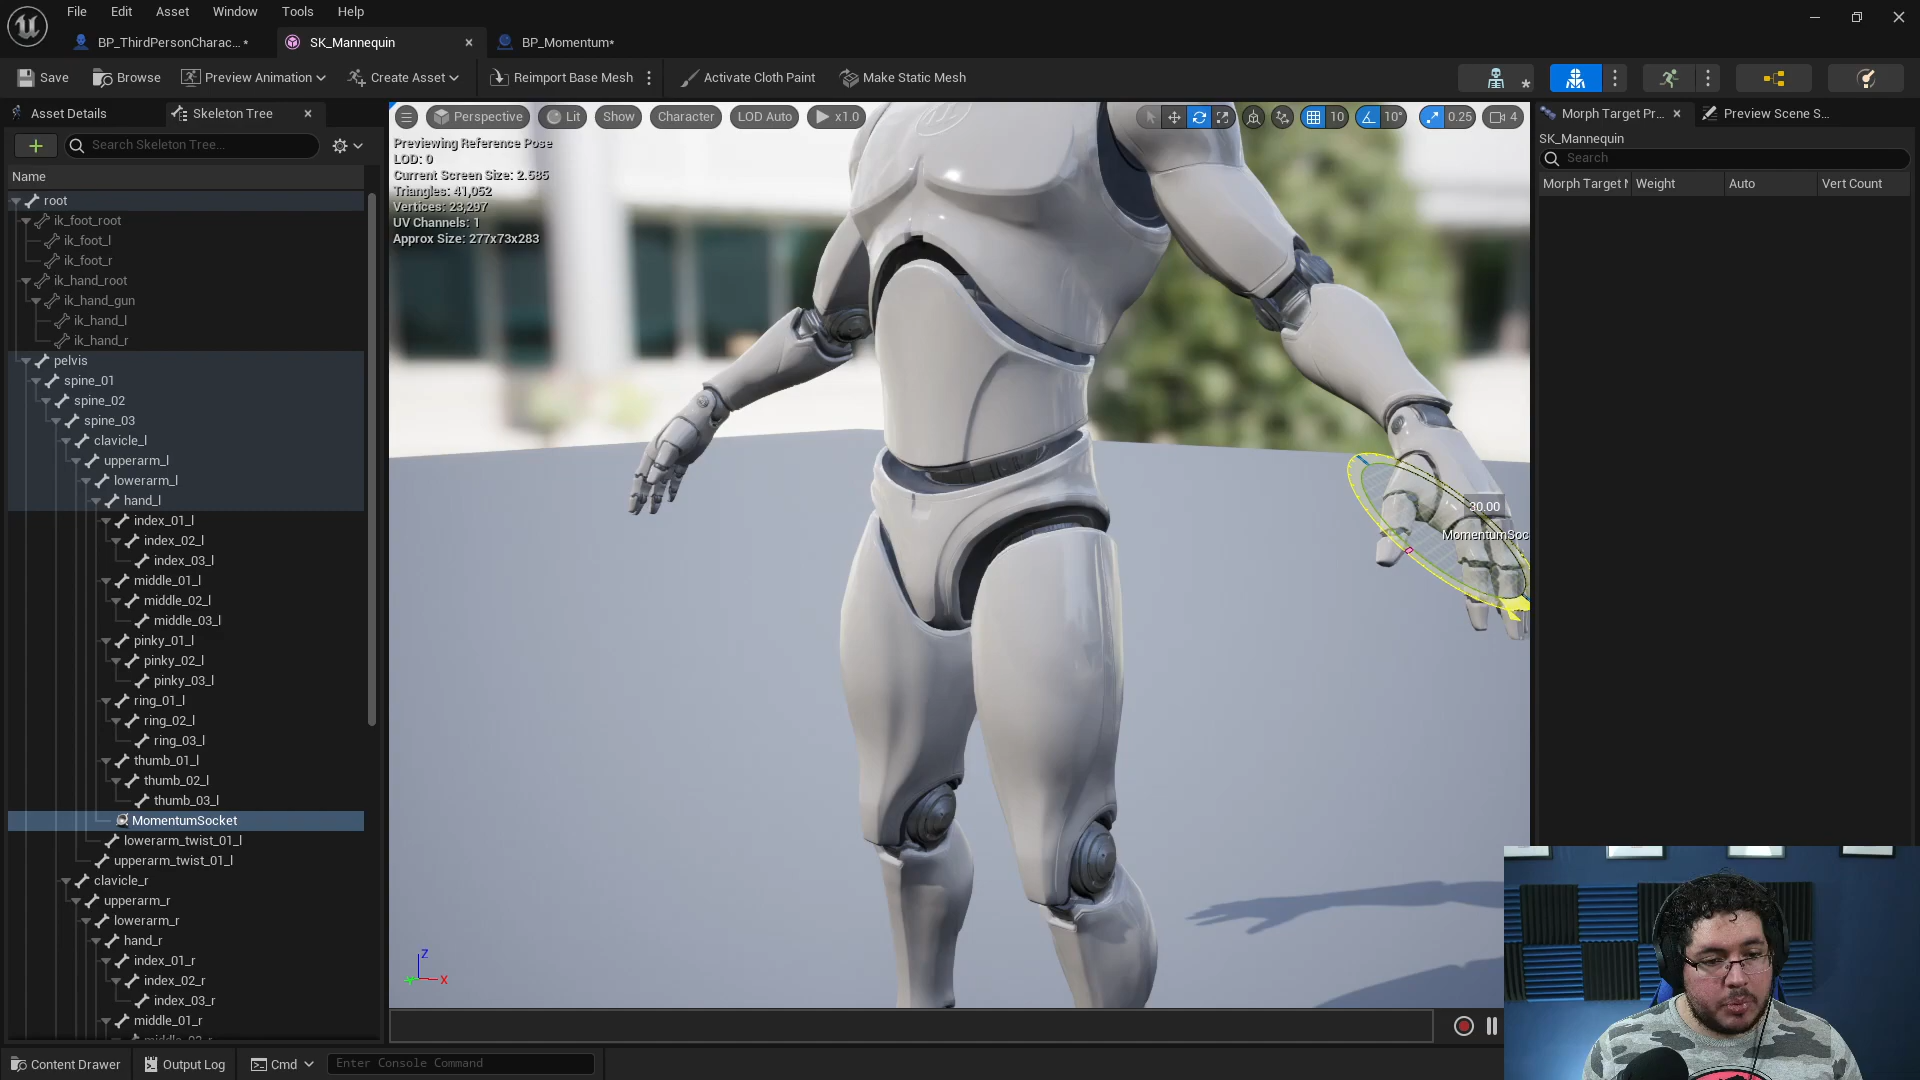 File Edit Asset Window Tools Help
BP_ThirdPersonCharac...* SK_Mannequin BP_Momentum*
Save Browse Preview Animation Create Asset Reimport Base Mesh Activate Cloth Paint Make Static Mesh
Asset Details Skeleton Tree
Search Skeleton Tree...
Name
root
ik_foot_root
ik_foot_l
ik_foot_r
ik_hand_root
ik_hand_gun
ik_hand_l
ik_hand_r
pelvis
spine_01
spine_02
spine_03
clavicle_l
upperarm_l
lowerarm_l
hand_l
index_01_l
index_02_l
index_03_l
middle_01_l
middle_02_l
middle_03_l
pinky_01_l
pinky_02_l
pinky_03_l
ring_01_l
ring_02_l
ring_03_l
thumb_01_l
thumb_02_l
thumb_03_l
MomentumSocket
lowerarm_twist_01_l
upperarm_twist_01_l
clavicle_r
upperarm_r
lowerarm_r
hand_r
index_01_r
index_02_r
index_03_r
middle_01_r
Perspective Lit Show Character LOD Auto x1.0 10 10° 0.25 4
Previewing Reference Pose
LOD: 0
Current Screen Size: 2.585
Triangles: 41,052
Vertices: 23,297
UV Channels: 1
Approx Size: 277x73x283
30.00
MomentumSoc
Z
X
Morph Target Pr... Preview Scene S...
SK_Mannequin
Search
Morph Target N Weight Auto Vert Count
Content Drawer Output Log Cmd Enter Console Command